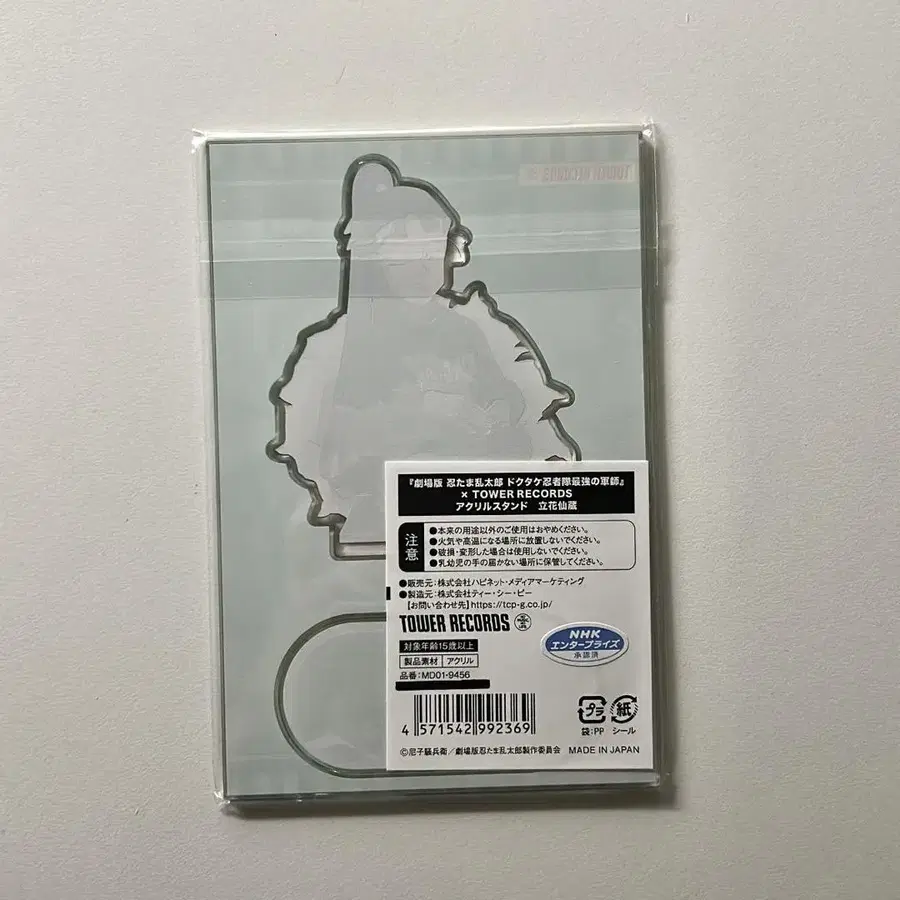 TOWER RECORDS
『劇場版 忍たま乱太郎 ドクタケ忍者隊最強の軍師』
× TOWER RECORDS
アクリルスタンド 立花仙蔵
注意
●本来の用途以外のご使用はおやめください。
●火気や高温になる場所に放置しないでください。
●破損・変形した場合は使用しないでください。
●乳幼児の手の届かない場所に保管してください。
●販売元：株式会社ハピネット・メディアマーケティング
●製造元：株式会社ティー・シー・ピー
【お問い合わせ先】https://tcp-g.co.jp/
TOWER RECORDS
NHK
エンタープライズ
承認済
対象年齢15歳以上
製品素材 アクリル
品番：MD01-9456
4 571542 992369
プラ
袋：PP
紙
シール
©尼子騒兵衛／劇場版忍たま乱太郎製作委員会 MADE IN JAPAN